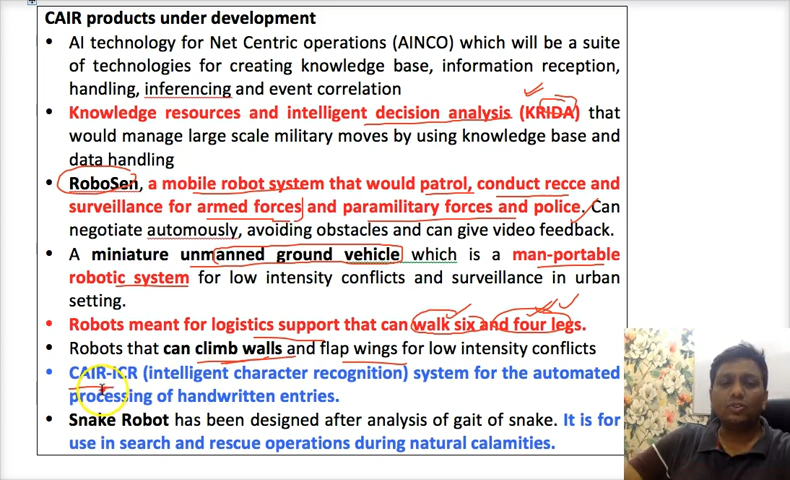 CAIR products under development
• AI technology for Net Centric operations (AINCO) which will be a suite
of technologies for creating knowledge base, information reception,
handling, inferencing and event correlation
• Knowledge resources and intelligent decision analysis (KRIDA) that
would manage large scale military moves by using knowledge base and
data handling
• RoboSen, a mobile robot system that would patrol, conduct recce and
surveillance for armed forces and paramilitary forces and police. Can
negotiate automously, avoiding obstacles and can give video feedback.
• A miniature unmanned ground vehicle which is a man-portable
robotic system for low intensity conflicts and surveillance in urban
setting.
• Robots meant for logistics support that can walk six and four legs.
• Robots that can climb walls and flap wings for low intensity conflicts
• CAIR-iCR (intelligent character recognition) system for the automated
processing of handwritten entries.
• Snake Robot has been designed after analysis of gait of snake. It is for
use in search and rescue operations during natural calamities.